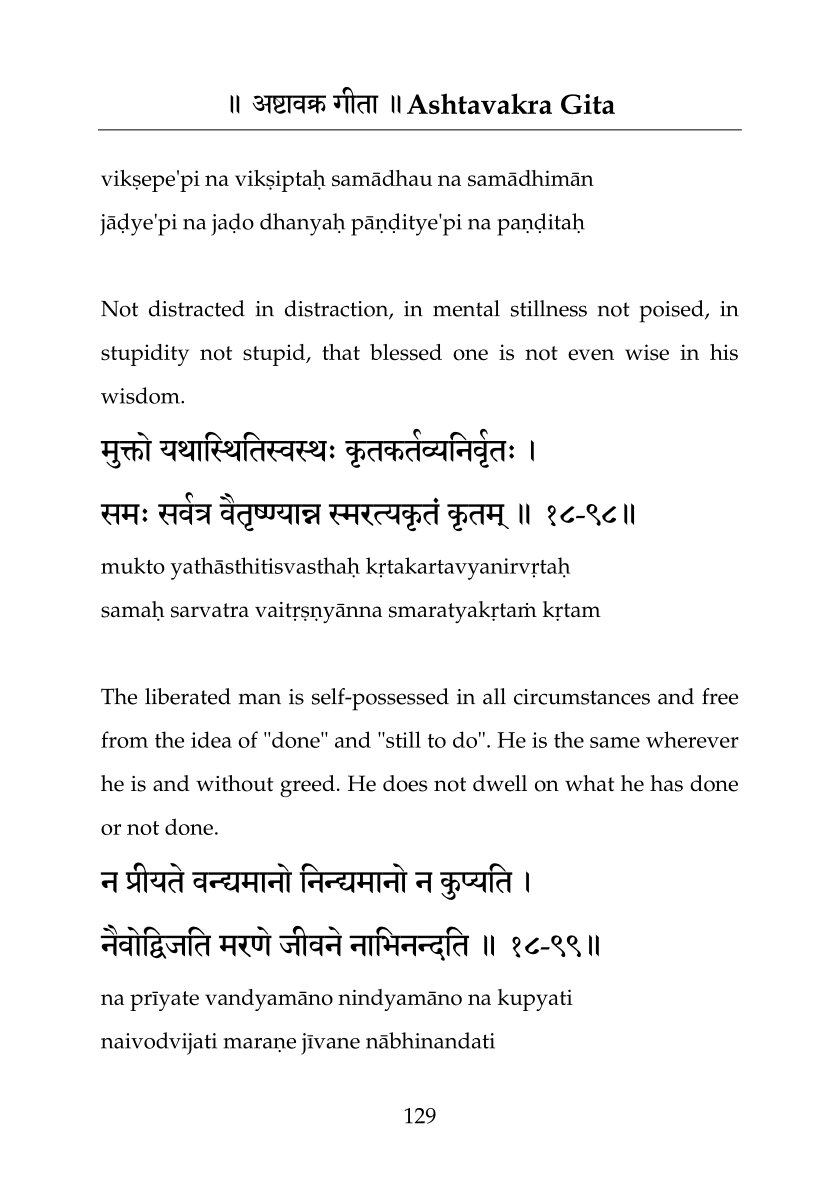 ॥ अष्टावक्र गीता ॥ Ashtavakra Gita
vikṣepe'pi na vikṣiptaḥ samādhau na samādhimān
jāḍye'pi na jaḍo dhanyaḥ pāṇḍitye'pi na paṇḍitaḥ
Not distracted in distraction, in mental stillness not poised, in
stupidity not stupid, that blessed one is not even wise in his
wisdom.
मुक्तो यथास्थितिस्वस्थः कृतकर्तव्यनिर्वृतः ।
समः सर्वत्र वैतृष्ण्यान्न स्मरत्यकृतं कृतम् ॥ १८-९८॥
mukto yathāsthitisvasthaḥ kṛtakartavyanirvṛtaḥ
samaḥ sarvatra vaitṛṣṇyānna smaratyakṛtaṁ kṛtam
The liberated man is self-possessed in all circumstances and free
from the idea of "done" and "still to do". He is the same wherever
he is and without greed. He does not dwell on what he has done
or not done.
न प्रीयते वन्द्यमानो निन्द्यमानो न कुप्यति ।
नैवोद्विजति मरणे जीवने नाभिनन्दति ॥ १८-९९॥
na prīyate vandyamāno nindyamāno na kupyati
naivodvijati maraṇe jīvane nābhinandati
129